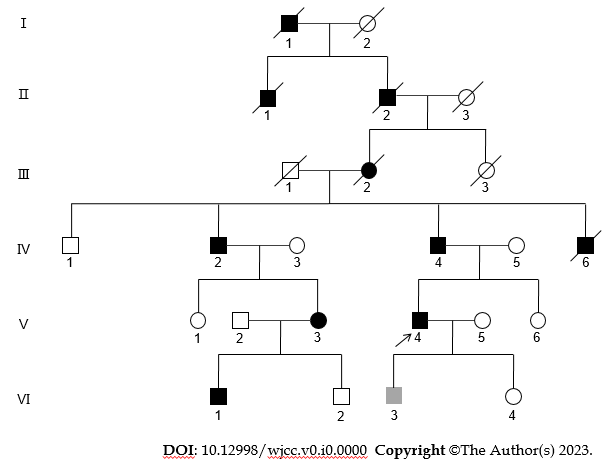 I
1 2
II
1 2 3
III
1 2 3
IV
1 2 3 4 5 6
V
1 2 3 4 5 6
VI
1 2 3 4
DOI: 10.12998/wjcc.v0.i0.0000 Copyright ©The Author(s) 2023.